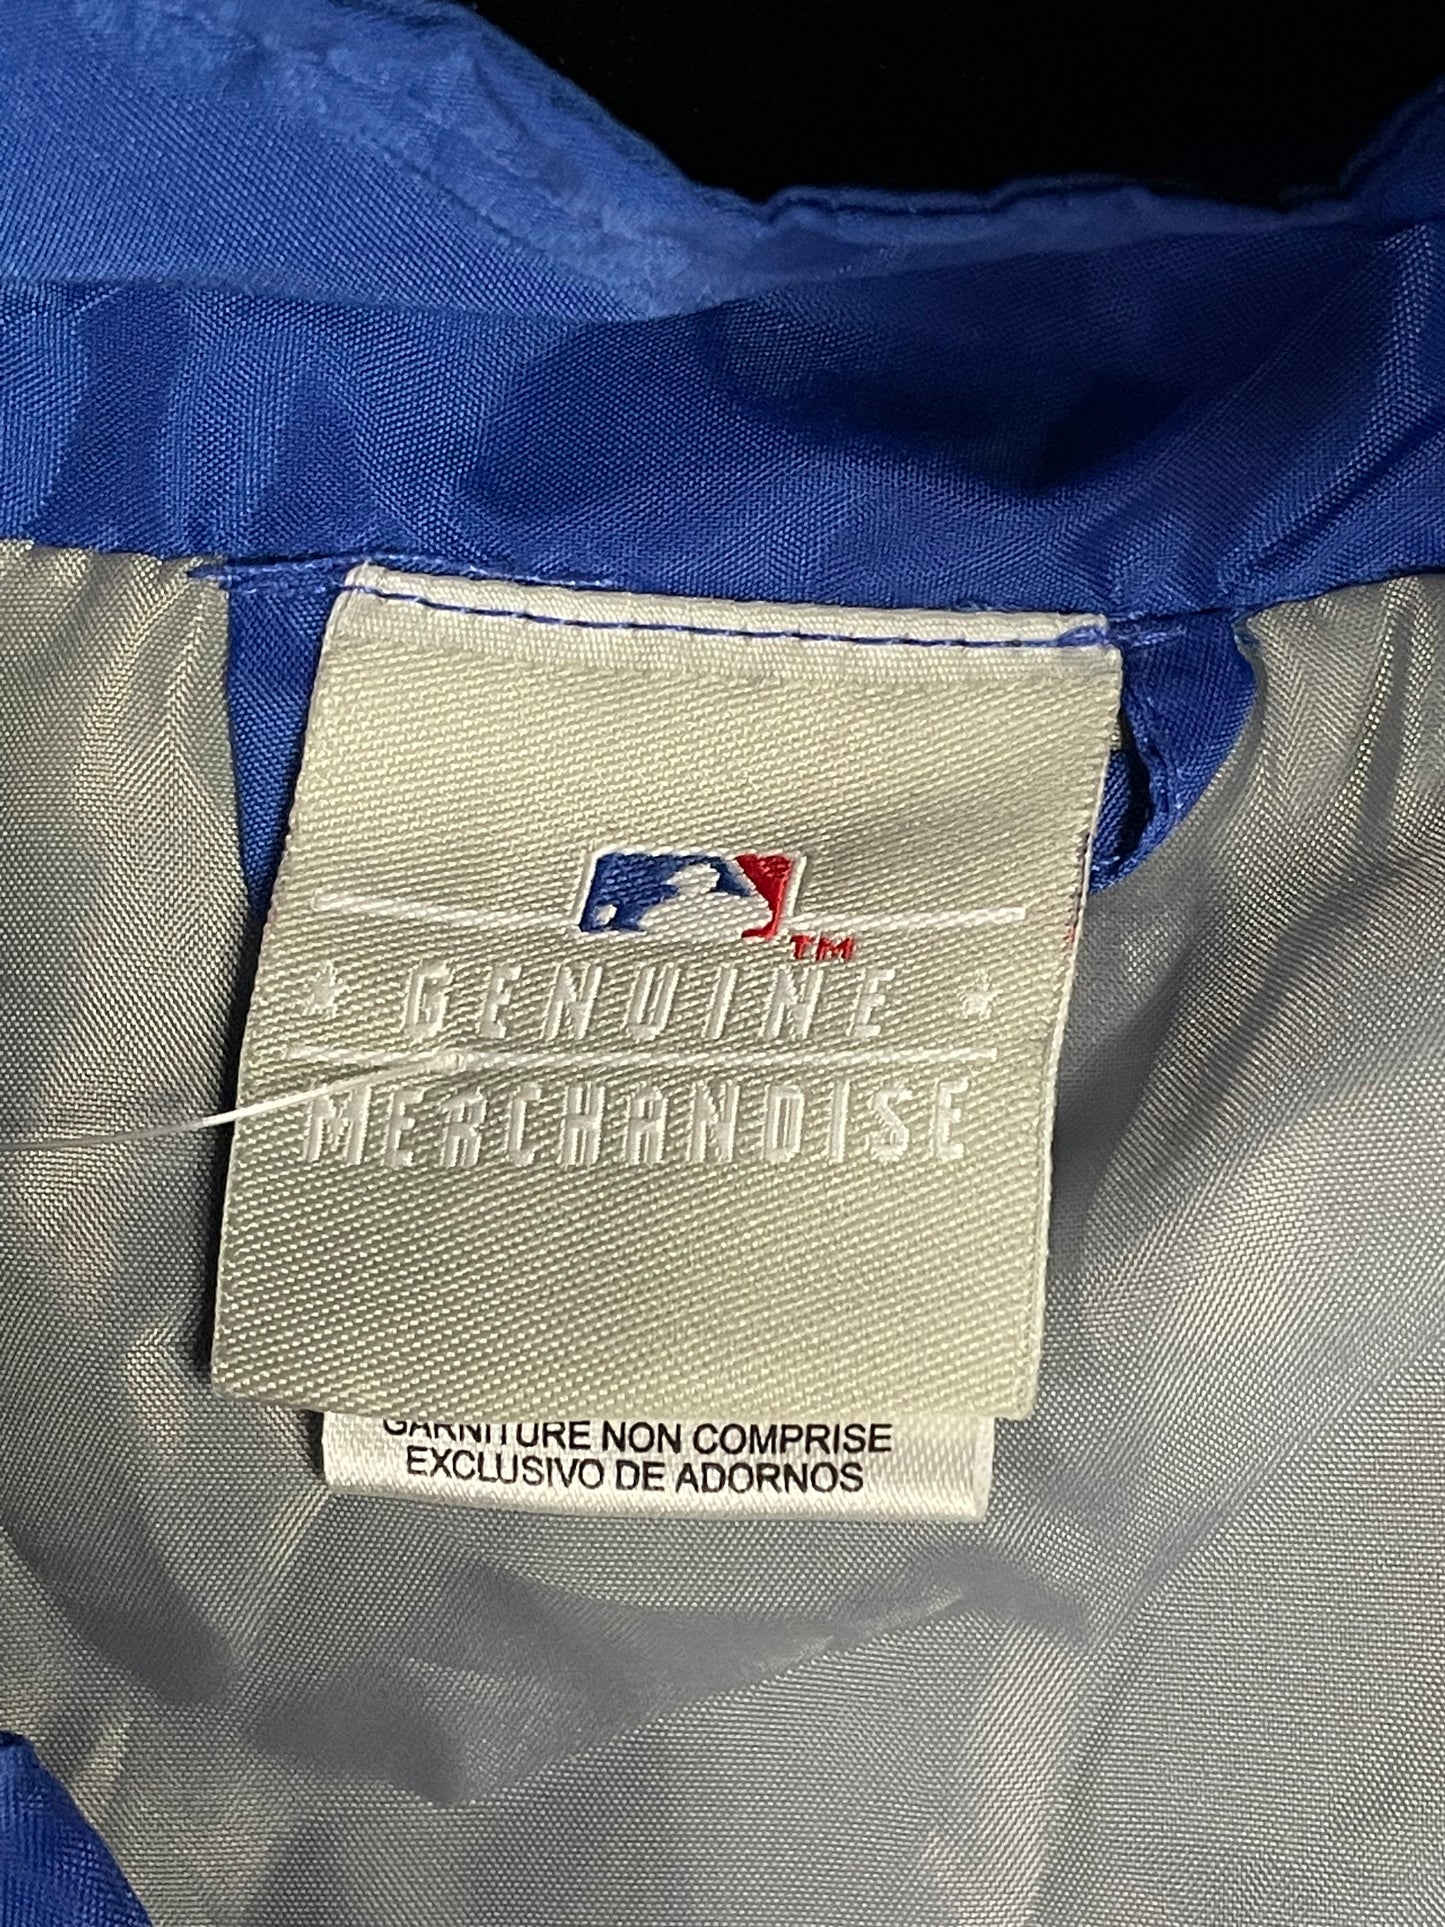 TM
GENUINE
MERCHANDISE
GARNITURE NON COMPRISE
EXCLUSIVO DE ADORNOS